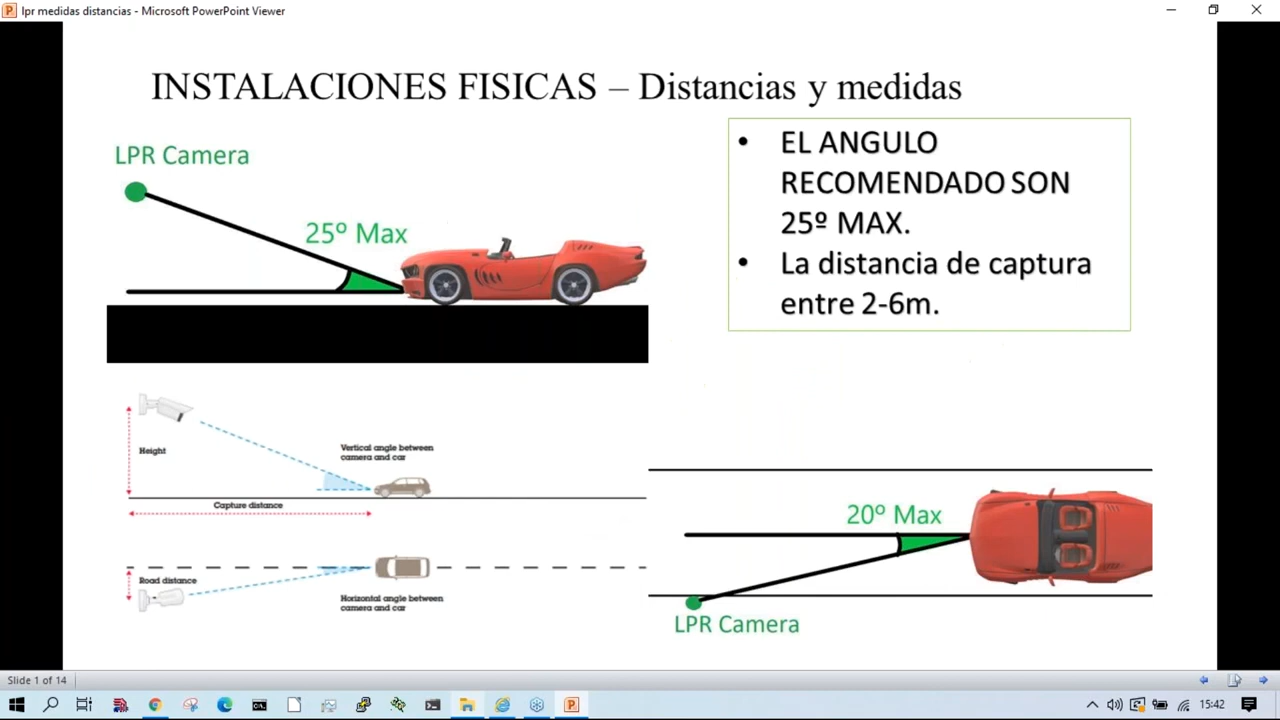 lpr medidas distancias - Microsoft PowerPoint Viewer
INSTALACIONES FISICAS – Distancias y medidas
LPR Camera
25º Max
• EL ANGULO
RECOMENDADO SON
25º MAX.
• La distancia de captura
entre 2-6m.
Height
Vertical angle between
camera and car
Capture distance
Road distance
Horizontal angle between
camera and car
20º Max
LPR Camera
Slide 1 of 14
15:42